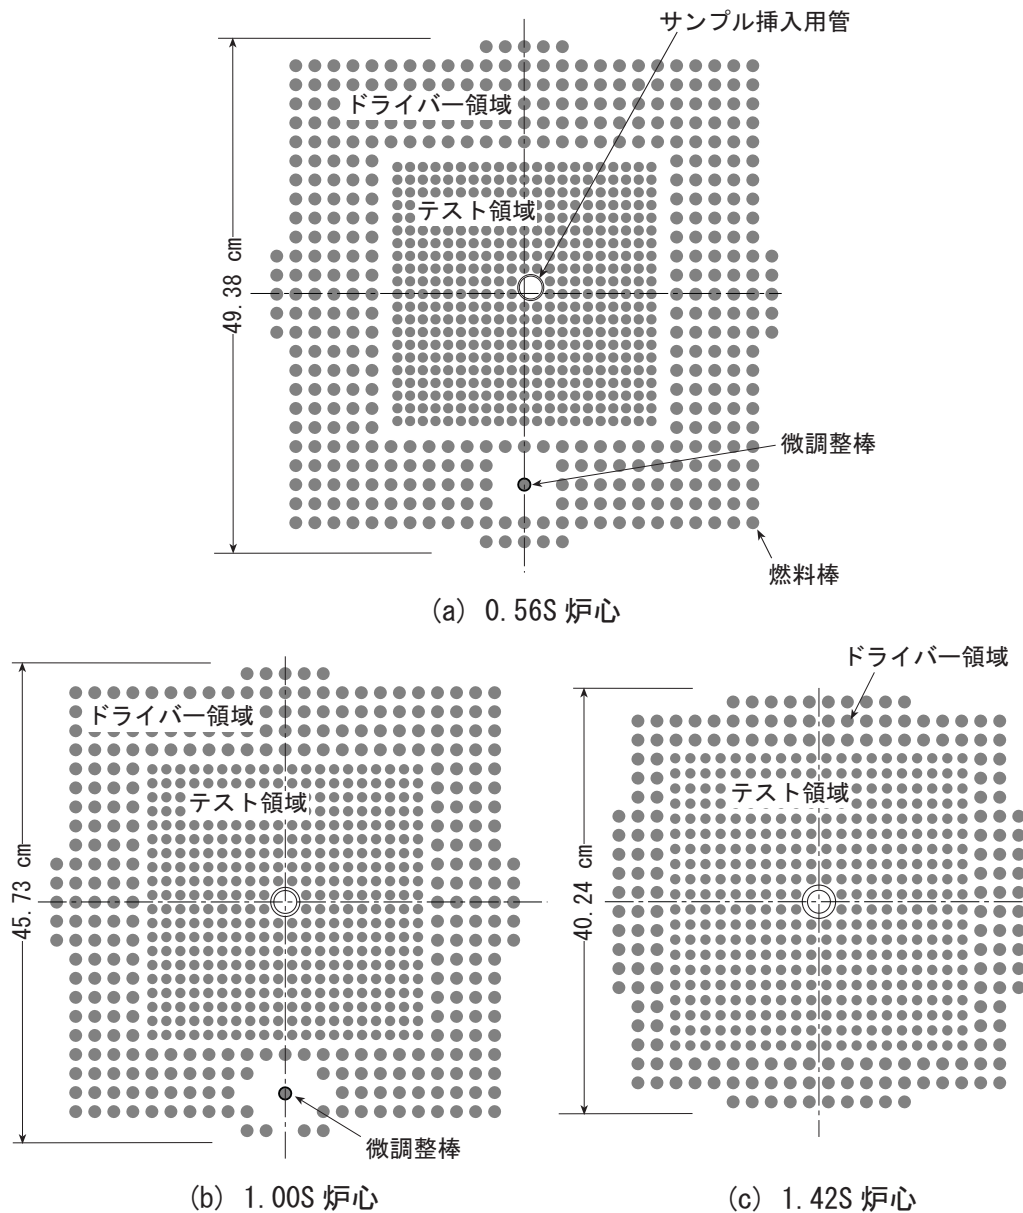 サンプル挿入用管
ドライバー領域
テスト領域
49.38 cm
微調整棒
燃料棒
(a) 0.56S 炉心
ドライバー領域
ドライバー領域
テスト領域
テスト領域
45.73 cm
40.24 cm
微調整棒
(b) 1.00S 炉心
(c) 1.42S 炉心